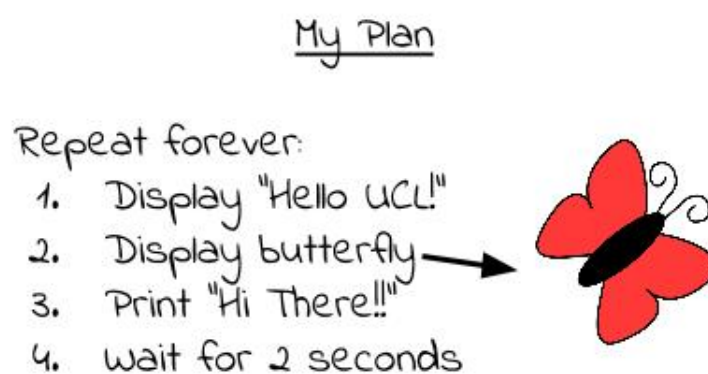 My Plan
Repeat forever:
1. Display "Hello UCL!"
2. Display butterfly
3. Print "Hi There!!"
4. Wait for 2 seconds